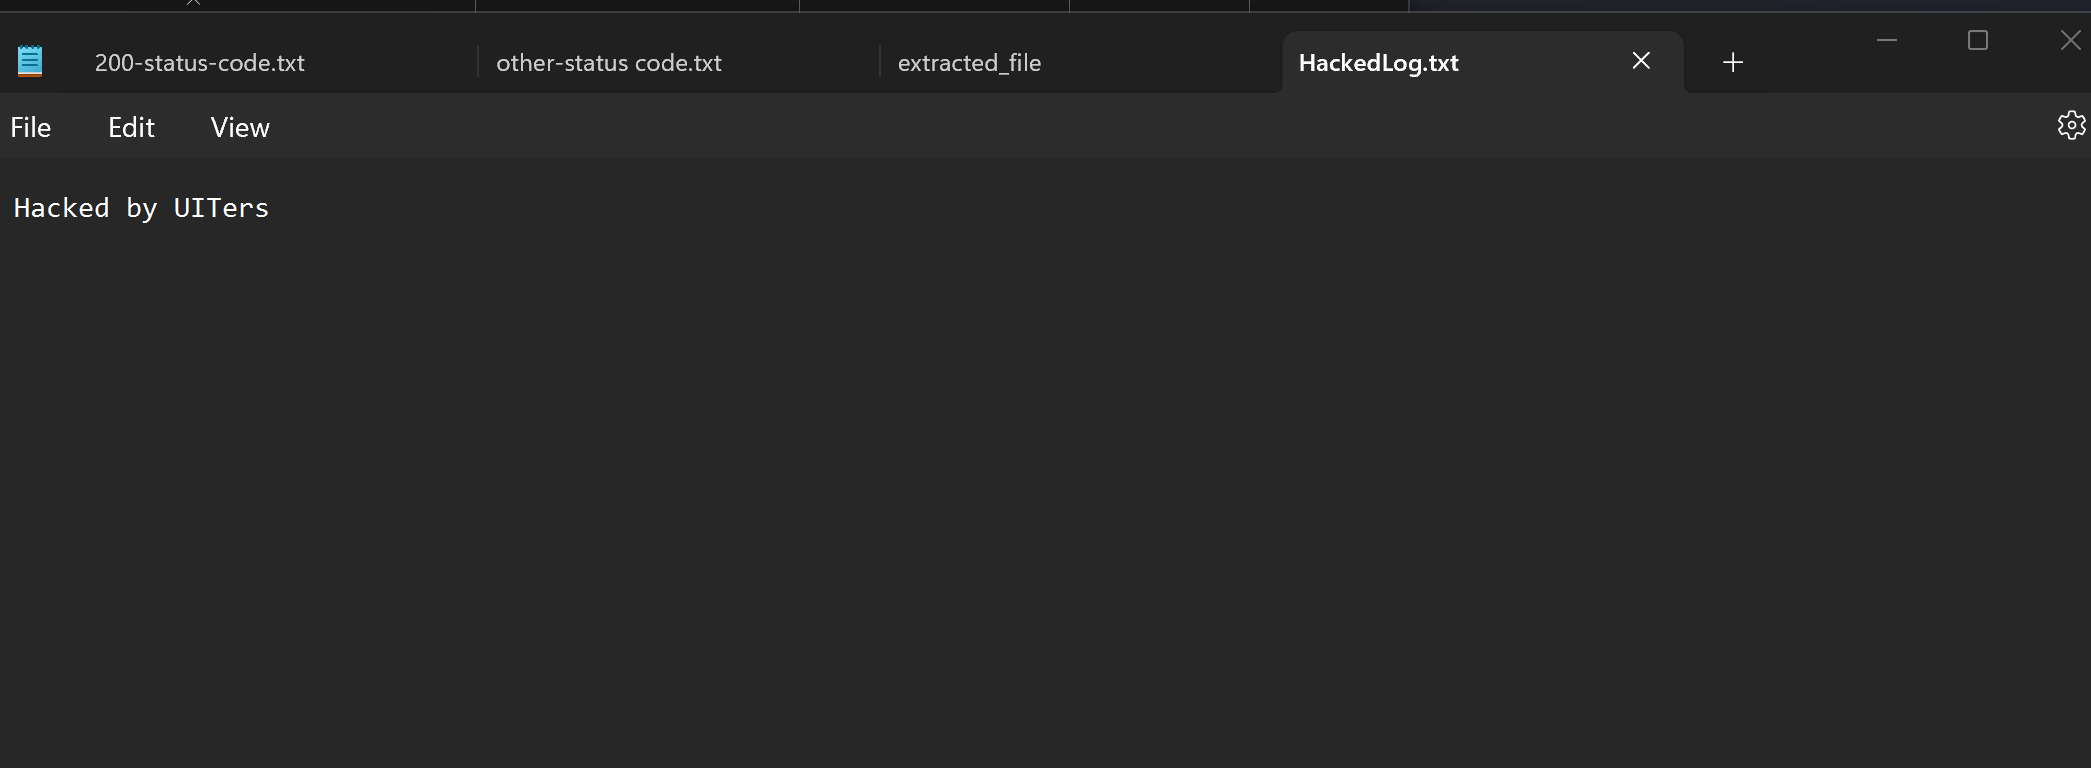 200-status-code.txt
other-status code.txt
extracted_file
HackedLog.txt
File
Edit
View
Hacked by UITers